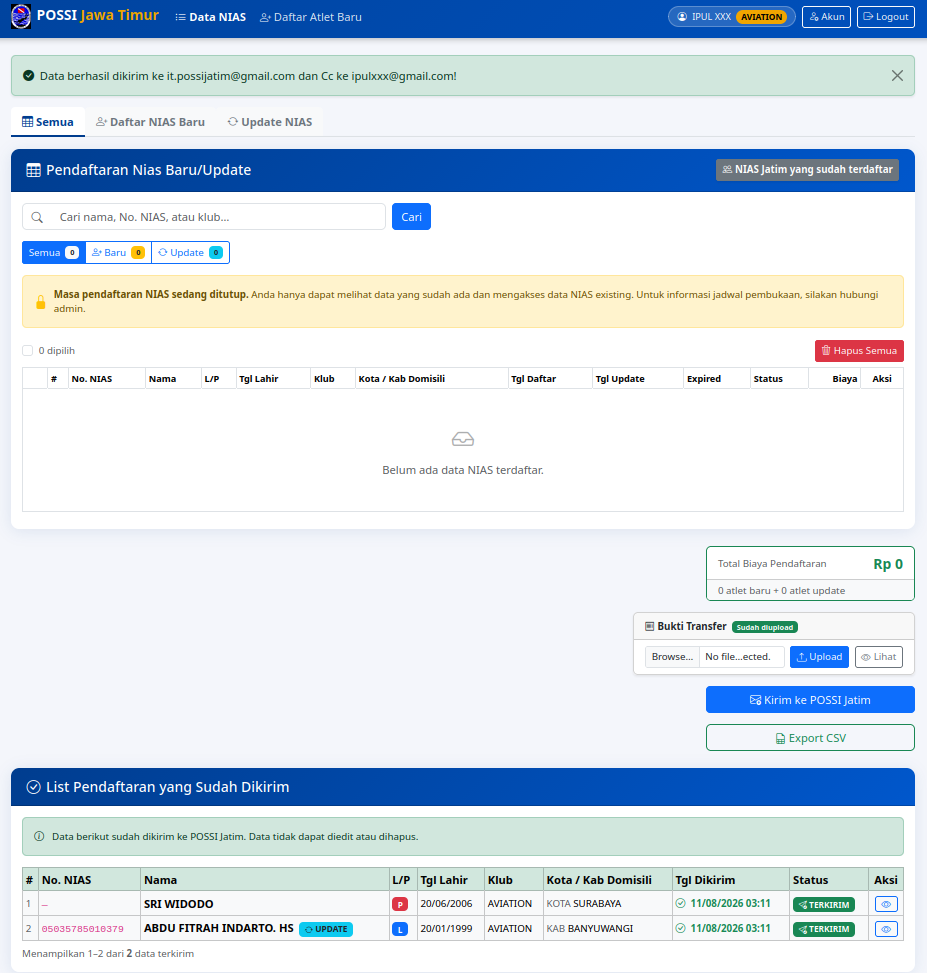 POSSI Jawa Timur Data NIAS Daftar Atlet Baru IPUL XXX AVIATION Akun Logout
Data berhasil dikirim ke it.possijatim@gmail.com dan Cc ke ipulxxx@gmail.com!
Semua Daftar NIAS Baru Update NIAS
Pendaftaran Nias Baru/Update NIAS Jatim yang sudah terdaftar
Cari nama, No. NIAS, atau klub... Cari
Semua 0 Baru 0 Update 0
Masa pendaftaran NIAS sedang ditutup. Anda hanya dapat melihat data yang sudah ada dan mengakses data NIAS existing. Untuk informasi jadwal pembukaan, silakan hubungi
admin.
0 dipilih Hapus Semua
# No. NIAS Nama L/P Tgl Lahir Klub Kota / Kab Domisili Tgl Daftar Tgl Update Expired Status Biaya Aksi
Belum ada data NIAS terdaftar.
Total Biaya Pendaftaran Rp 0
0 atlet baru + 0 atlet update
Bukti Transfer Sudah diupload
Browse... No file...ected. Upload Lihat
Kirim ke POSSI Jatim
Export CSV
List Pendaftaran yang Sudah Dikirim
Data berikut sudah dikirim ke POSSI Jatim. Data tidak dapat diedit atau dihapus.
# No. NIAS Nama L/P Tgl Lahir Klub Kota / Kab Domisili Tgl Dikirim Status Aksi
1 — SRI WIDODO P 20/06/2006 AVIATION KOTA SURABAYA 11/08/2026 03:11 TERKIRIM
2 05035785010379 ABDU FITRAH INDARTO. HS UPDATE L 20/01/1999 AVIATION KAB BANYUWANGI 11/08/2026 03:11 TERKIRIM
Menampilkan 1–2 dari 2 data terkirim